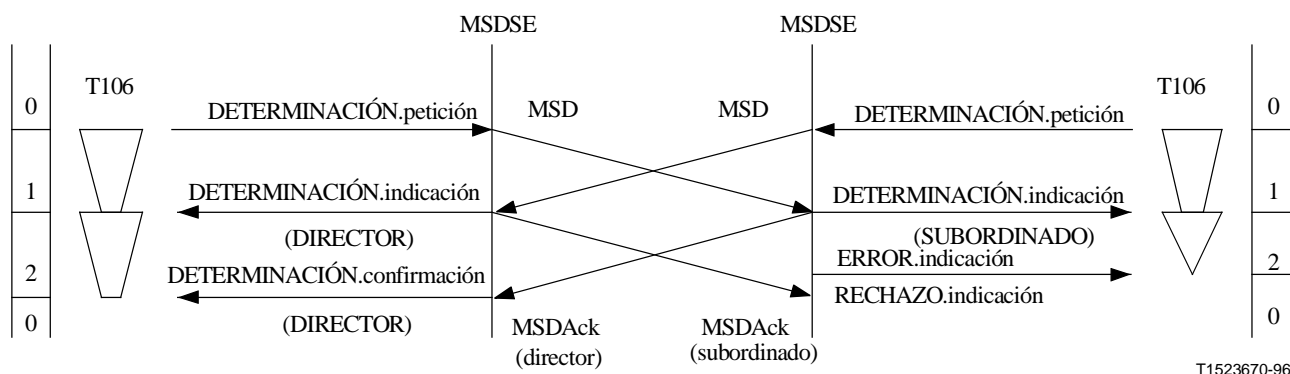 MSDSE MSDSE
T106 T106
0 DETERMINACIÓN.petición MSD MSD DETERMINACIÓN.petición 0
1 DETERMINACIÓN.indicación DETERMINACIÓN.indicación 1
(DIRECTOR) (SUBORDINADO)
2 DETERMINACIÓN.confirmación ERROR.indicación 2
RECHAZO.indicación
0 (DIRECTOR) MSDAck MSDAck 0
(director) (subordinado)
T1523670-96